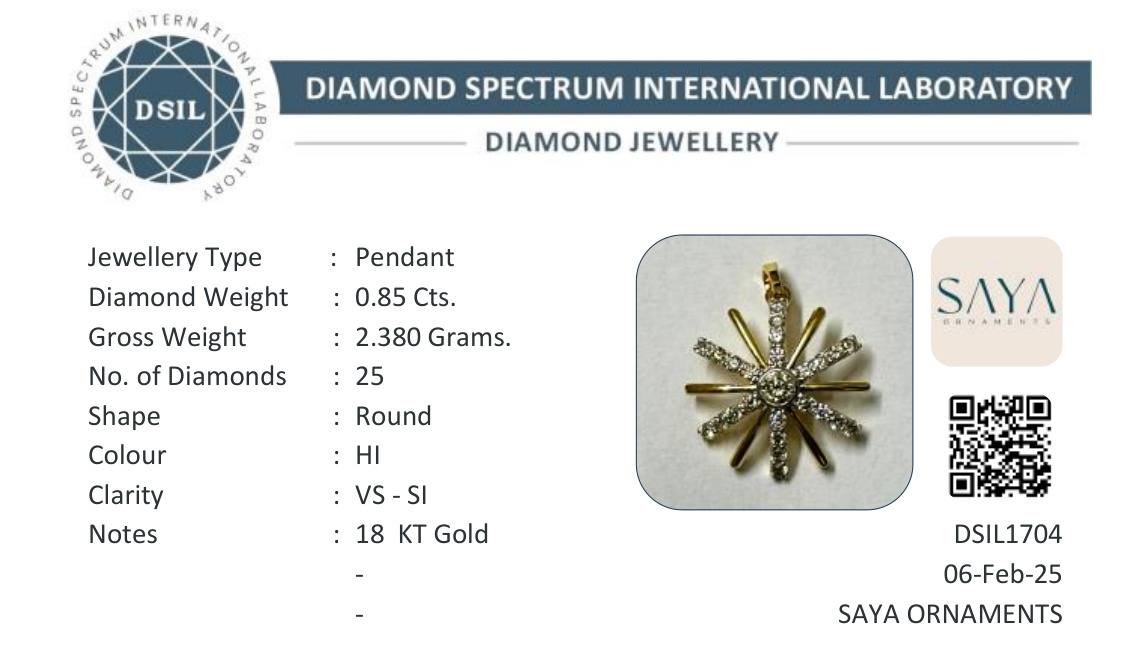 DIAMOND SPECTRUM INTERNATIONAL LABORATORY
DSIL
DIAMOND SPECTRUM INTERNATIONAL LABORATORY
DIAMOND JEWELLERY
Jewellery Type : Pendant
Diamond Weight : 0.85 Cts.
Gross Weight : 2.380 Grams.
No. of Diamonds : 25
Shape : Round
Colour : HI
Clarity : VS - SI
Notes : 18 KT Gold
-
-
SAYA
ORNAMENTS
DSIL1704
06-Feb-25
SAYA ORNAMENTS